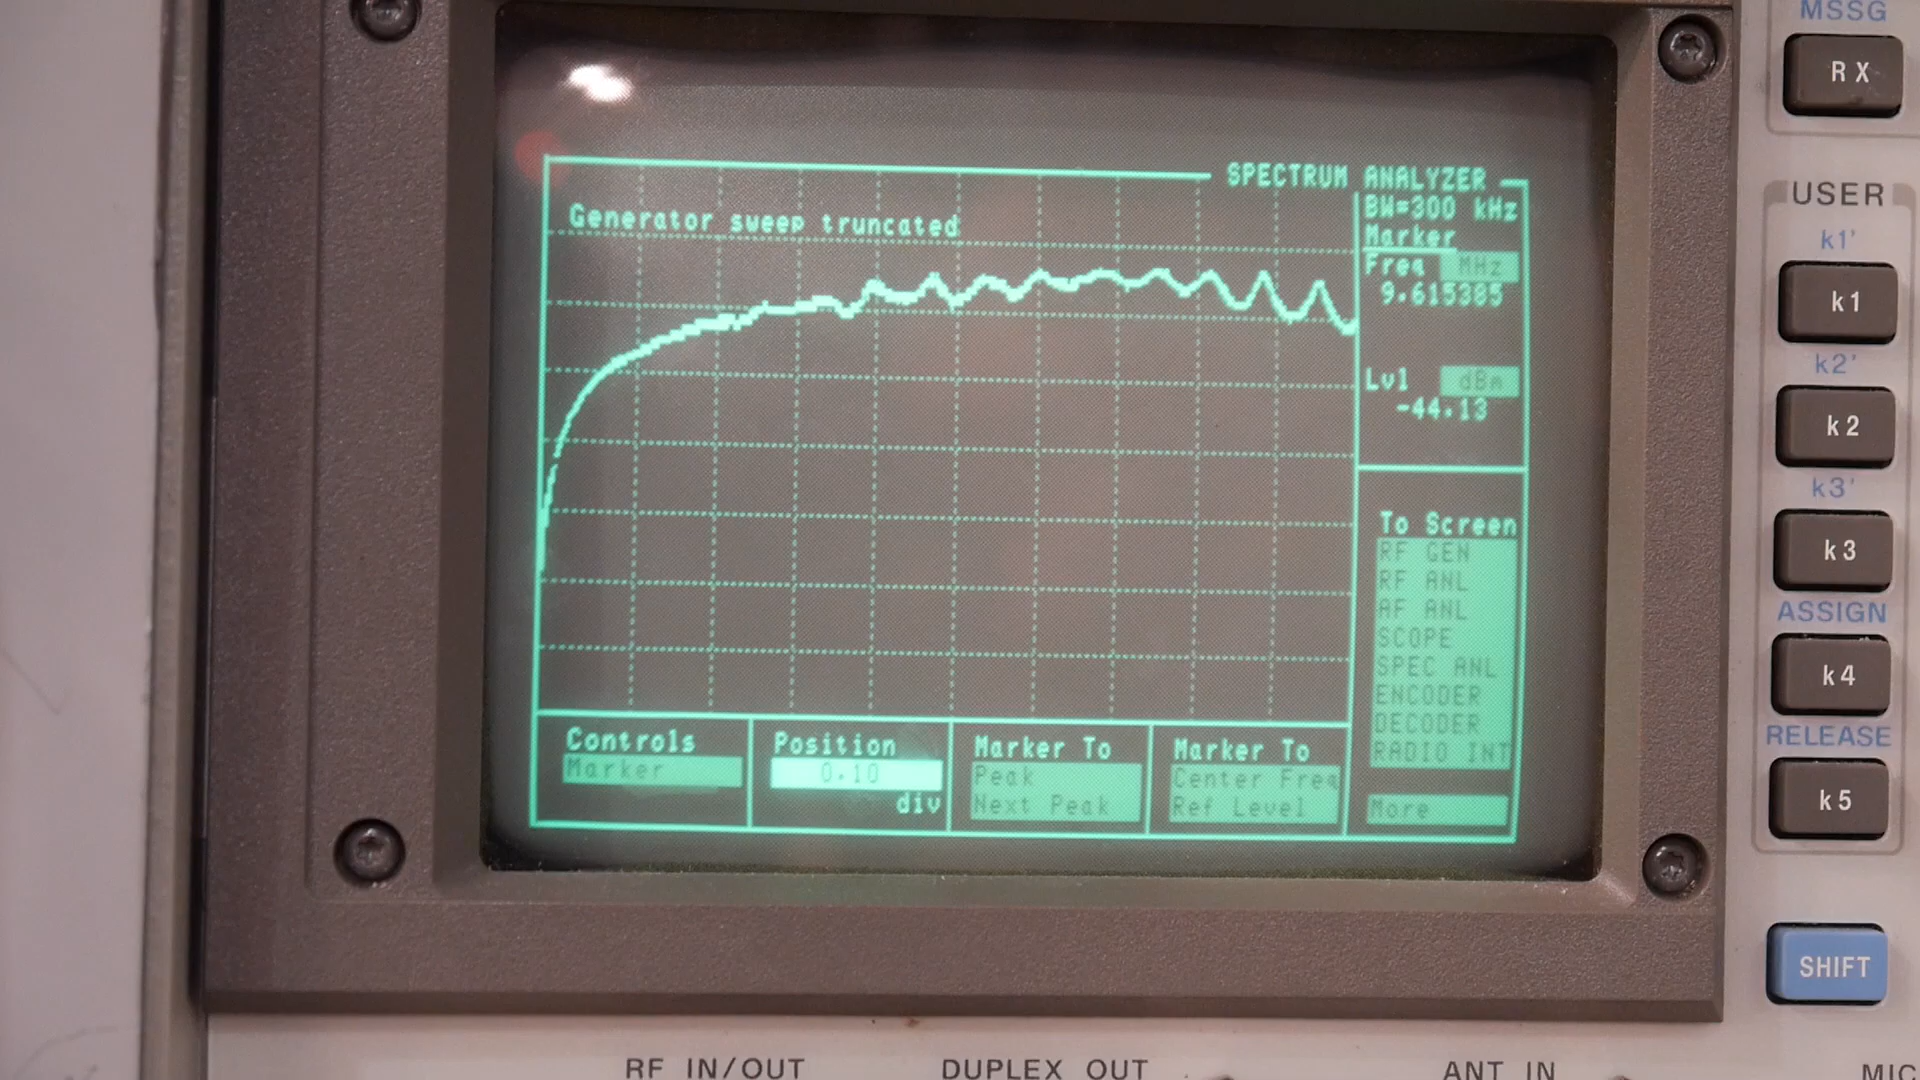 SPECTRUM ANALYZER
Generator sweep truncated
BW=300 kHz
Marker
Freq MHz
9.615385
Lvl dBm
-44.13
To Screen
RF GEN
RF ANL
AF ANL
SCOPE
SPEC ANL
ENCODER
DECODER
RADIO INT
More
Controls
Marker
Position
0.10
div
Marker To
Peak
Next Peak
Marker To
Center Freq
Ref Level
MSSG
RX
USER
k1'
k1
k2'
k2
k3'
k3
ASSIGN
k4
RELEASE
k5
SHIFT
RF IN/OUT
DUPLEX OUT
ANT IN
MIC